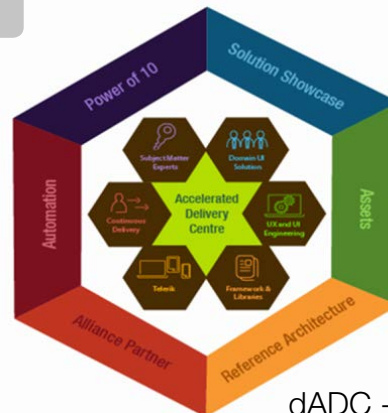 Power of 10
Solution Showcase
Automation
Subject Matter
Experts
Domain UI
Solution
Assets
Continuous
Delivery
Accelerated
Delivery
Centre
UX and UI
Engineering
Telerik
Framework &
Libraries
Alliance Partner
Reference Architecture
dADC -